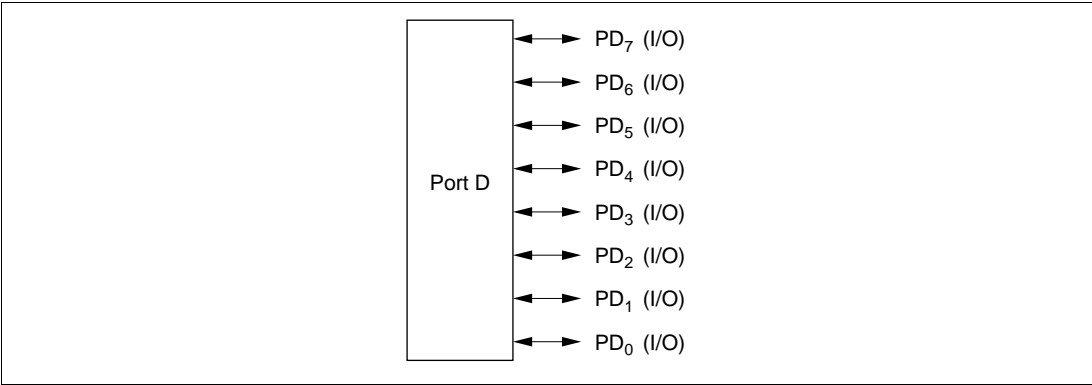 PD₇ (I/O)
PD₆ (I/O)
PD₅ (I/O)
PD₄ (I/O)
Port D
PD₃ (I/O)
PD₂ (I/O)
PD₁ (I/O)
PD₀ (I/O)